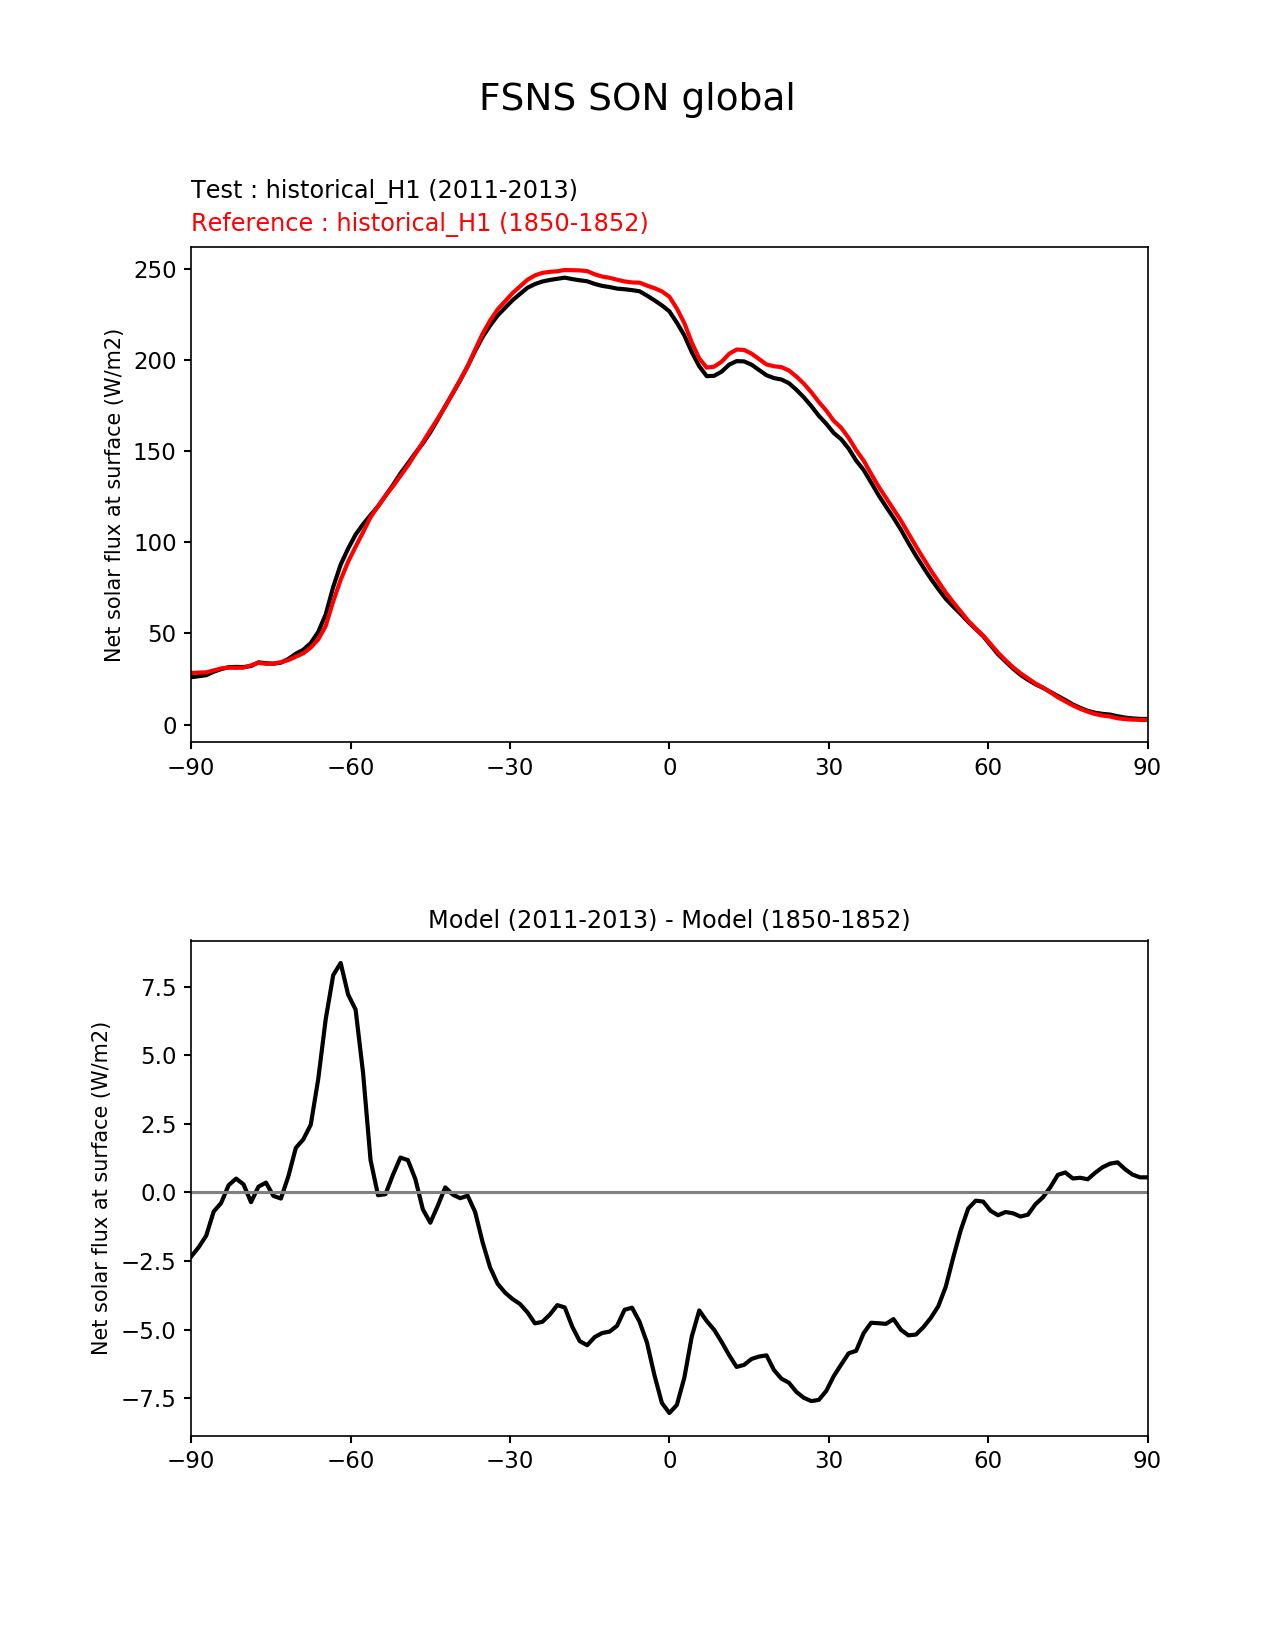 FSNS SON global
Test : historical_H1 (2011-2013)
Reference : historical_H1 (1850-1852)
Net solar flux at surface (W/m2)
250
200
150
100
50
0
−90 −60 −30 0 30 60 90
Model (2011-2013) - Model (1850-1852)
Net solar flux at surface (W/m2)
7.5
5.0
2.5
0.0
−2.5
−5.0
−7.5
−90 −60 −30 0 30 60 90